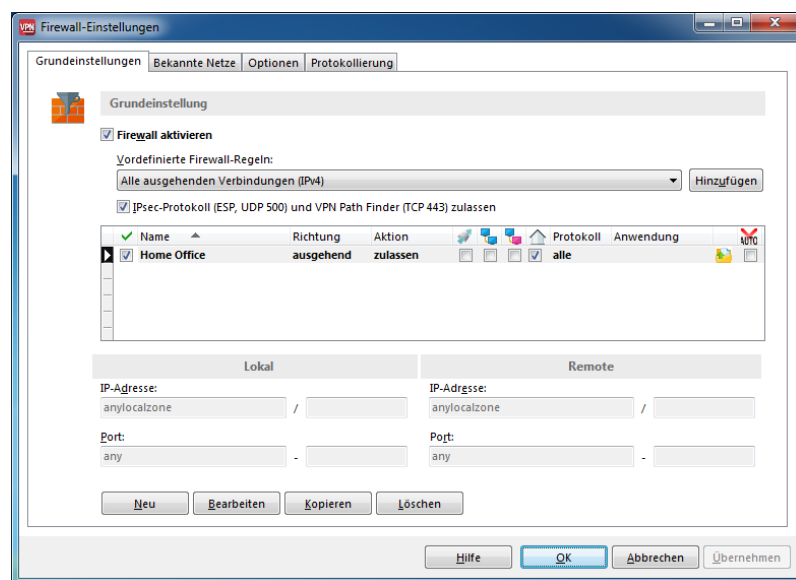 VPN Firewall-Einstellungen
Grundeinstellungen Bekannte Netze Optionen Protokollierung
Grundeinstellung
Firewall aktivieren
Vordefinierte Firewall-Regeln:
Alle ausgehenden Verbindungen (IPv4) Hinzufügen
IPsec-Protokoll (ESP, UDP 500) und VPN Path Finder (TCP 443) zulassen
Name Richtung Aktion Protokoll Anwendung AUTO
Home Office ausgehend zulassen alle
Lokal Remote
IP-Adresse: IP-Adresse:
anylocalzone / anylocalzone /
Port: Port:
any - any -
Neu Bearbeiten Kopieren Löschen
Hilfe OK Abbrechen Übernehmen